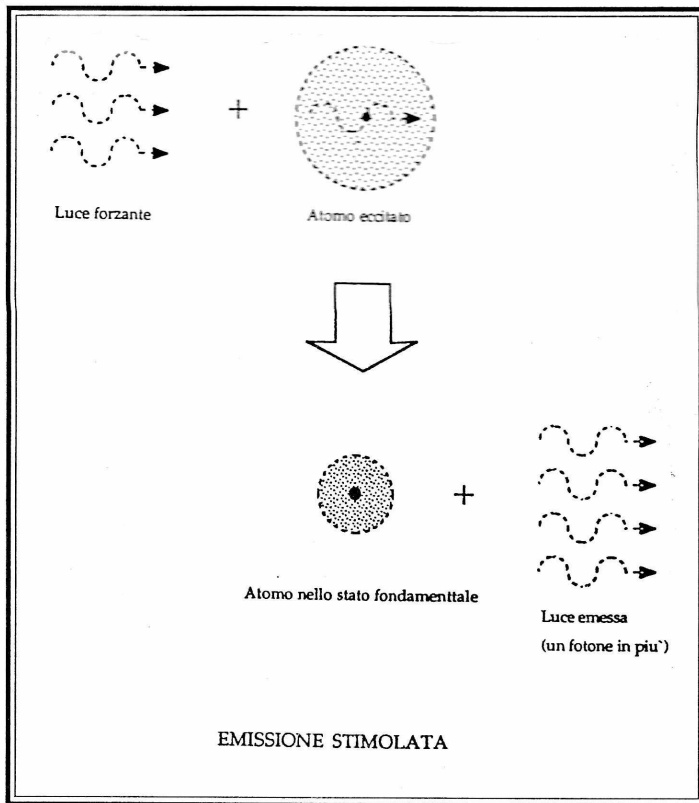 +
Luce forzante
Atomo eccitato
+
Atomo nello stato fondamenttale
Luce emessa
(un fotone in piu`)
EMISSIONE STIMOLATA